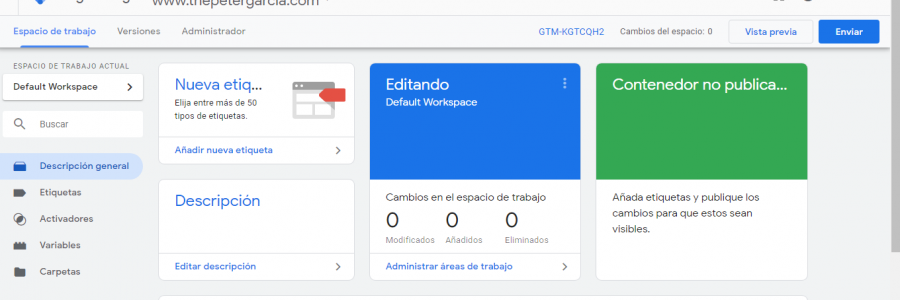 www.thepetergarcia.com
Espacio de trabajo Versiones Administrador GTM-KGTCQH2 Cambios del espacio: 0 Vista previa Enviar
ESPACIO DE TRABAJO ACTUAL
Default Workspace
Buscar
Descripción general
Etiquetas
Activadores
Variables
Carpetas
Nueva etiq...
Elija entre más de 50
tipos de etiquetas.
Añadir nueva etiqueta
Descripción
Editar descripción
Editando
Default Workspace
Cambios en el espacio de trabajo
0 0 0
Modificados Añadidos Eliminados
Administrar áreas de trabajo
Contenedor no publica...
Añada etiquetas y publique los
cambios para que estos sean
visibles.